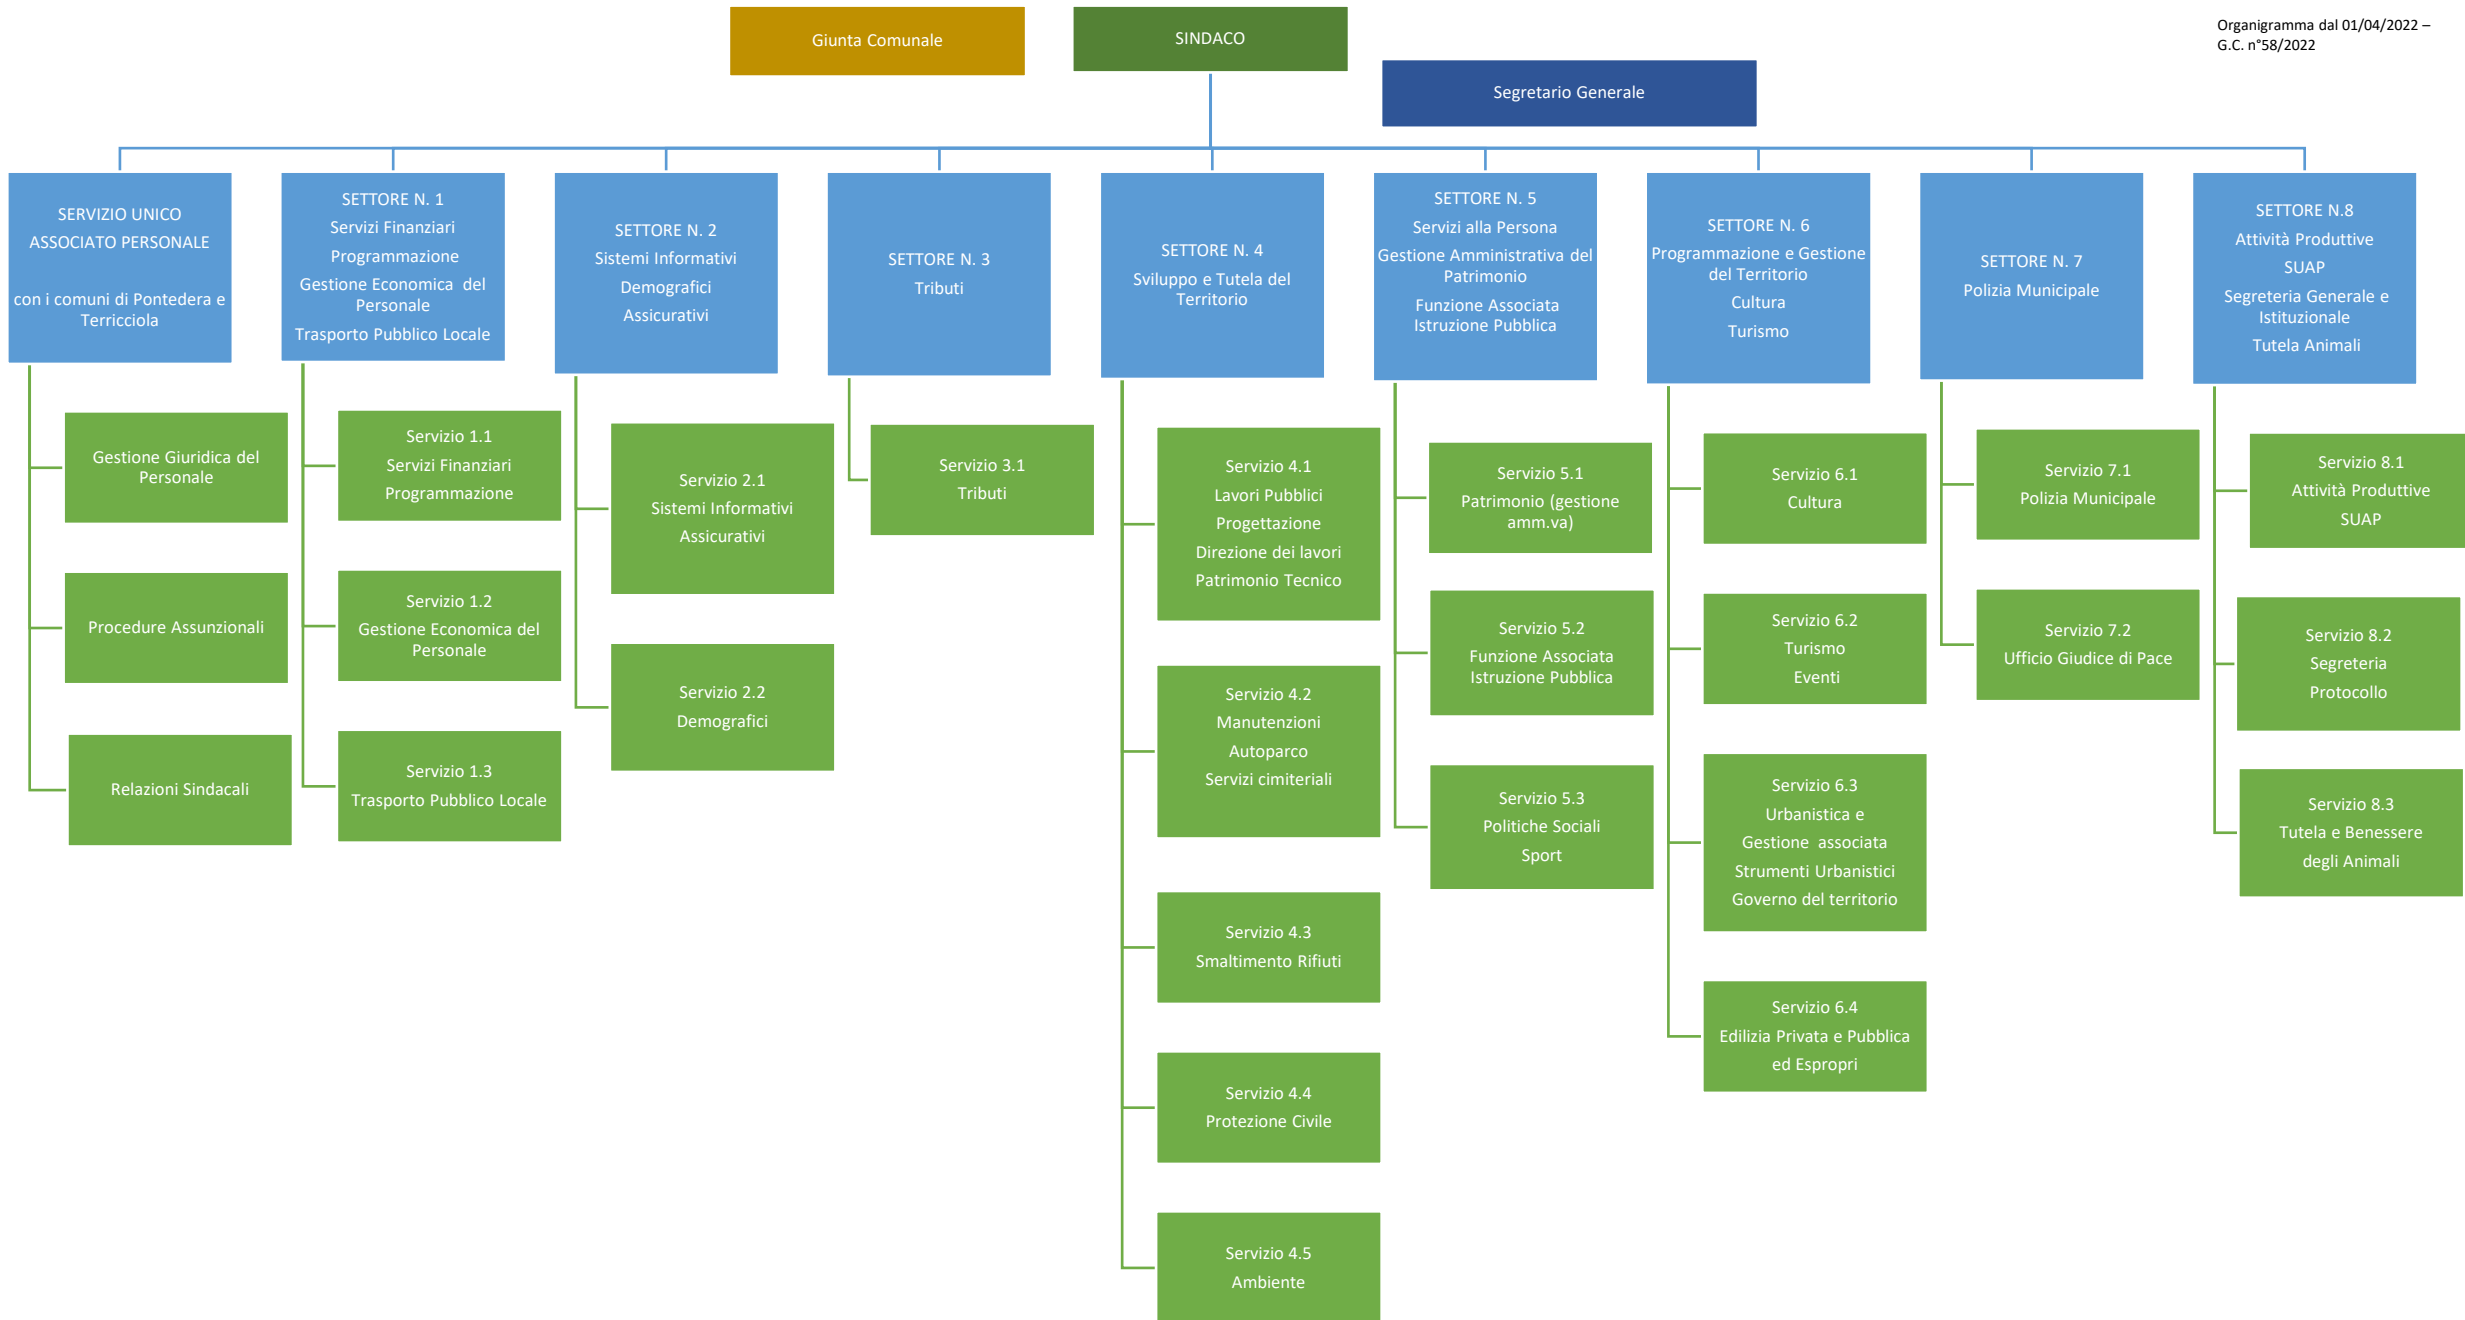 Giunta Comunale
SINDACO
Organigramma dal 01/04/2022 –
G.C. n°58/2022
Segretario Generale
SERVIZIO UNICO
ASSOCIATO PERSONALE
con i comuni di Pontedera e
Terricciola
Gestione Giuridica del
Personale
Procedure Assunzionali
Relazioni Sindacali
SETTORE N. 1
Servizi Finanziari
Programmazione
Gestione Economica del
Personale
Trasporto Pubblico Locale
Servizio 1.1
Servizi Finanziari
Programmazione
Servizio 1.2
Gestione Economica del
Personale
Servizio 1.3
Trasporto Pubblico Locale
SETTORE N. 2
Sistemi Informativi
Demografici
Assicurativi
Servizio 2.1
Sistemi Informativi
Assicurativi
Servizio 2.2
Demografici
SETTORE N. 3
Tributi
Servizio 3.1
Tributi
SETTORE N. 4
Sviluppo e Tutela del
Territorio
Servizio 4.1
Lavori Pubblici
Progettazione
Direzione dei lavori
Patrimonio Tecnico
Servizio 4.2
Manutenzioni
Autoparco
Servizi cimiteriali
Servizio 4.3
Smaltimento Rifiuti
Servizio 4.4
Protezione Civile
Servizio 4.5
Ambiente
SETTORE N. 5
Servizi alla Persona
Gestione Amministrativa del
Patrimonio
Funzione Associata
Istruzione Pubblica
Servizio 5.1
Patrimonio (gestione
amm.va)
Servizio 5.2
Funzione Associata
Istruzione Pubblica
Servizio 5.3
Politiche Sociali
Sport
SETTORE N. 6
Programmazione e Gestione
del Territorio
Cultura
Turismo
Servizio 6.1
Cultura
Servizio 6.2
Turismo
Eventi
Servizio 6.3
Urbanistica e
Gestione associata
Strumenti Urbanistici
Governo del territorio
Servizio 6.4
Edilizia Privata e Pubblica
ed Espropri
SETTORE N. 7
Polizia Municipale
Servizio 7.1
Polizia Municipale
Servizio 7.2
Ufficio Giudice di Pace
SETTORE N.8
Attività Produttive
SUAP
Segreteria Generale e
Istituzionale
Tutela Animali
Servizio 8.1
Attività Produttive
SUAP
Servizio 8.2
Segreteria
Protocollo
Servizio 8.3
Tutela e Benessere
degli Animali